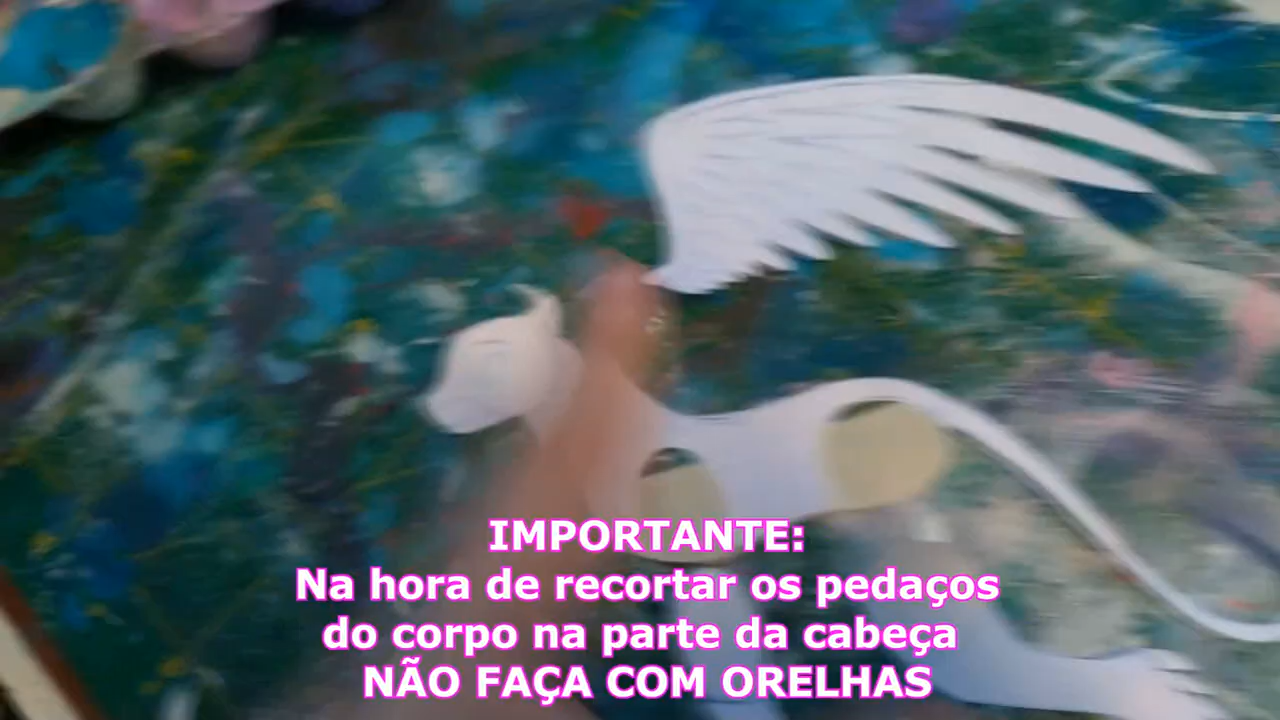 IMPORTANTE:
Na hora de recortar os pedaços
do corpo na parte da cabeça
NÃO FAÇA COM ORELHAS